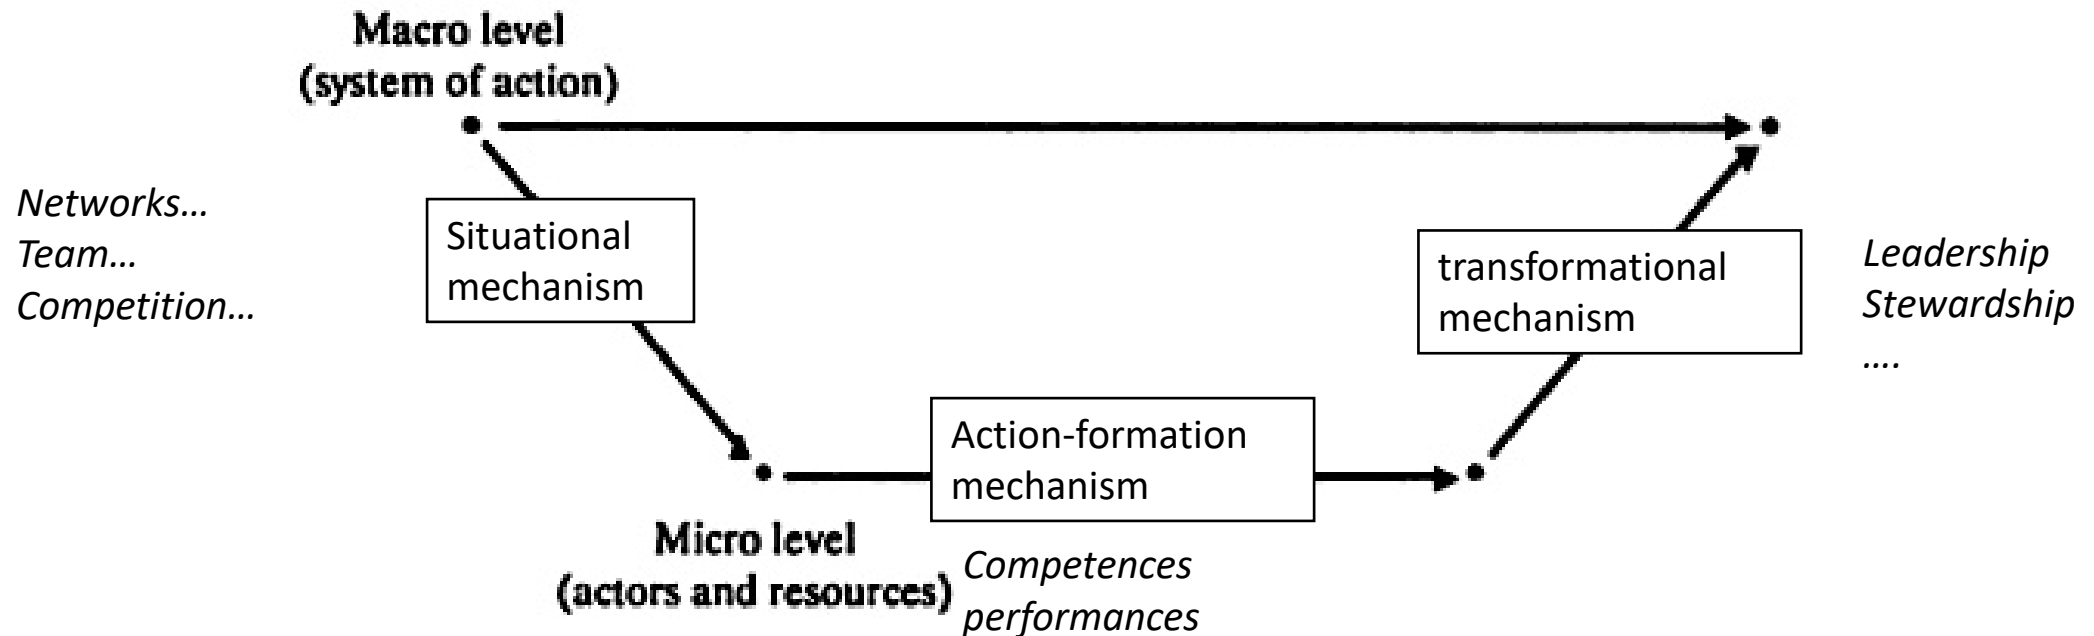 Macro level
(system of action)
Networks…
Team…
Competition…
Situational
mechanism
transformational
mechanism
Leadership
Stewardship
….
Action-formation
mechanism
Micro level
(actors and resources)
Competences
performances